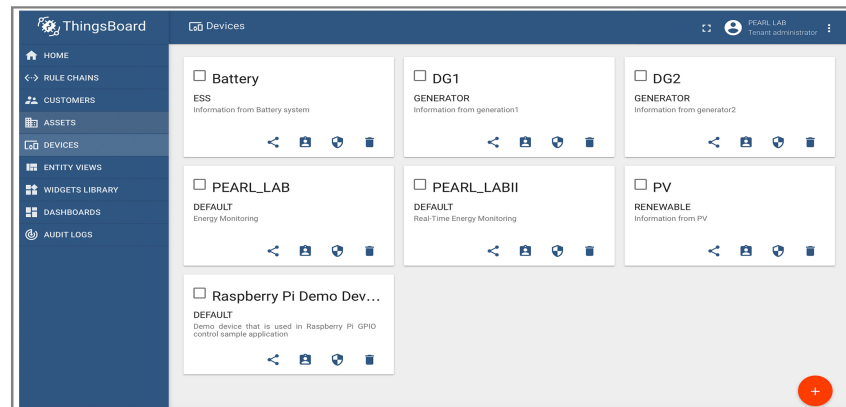 ThingsBoard
Devices
PEARL LAB
Tenant administrator
HOME
RULE CHAINS
CUSTOMERS
ASSETS
DEVICES
ENTITY VIEWS
WIDGETS LIBRARY
DASHBOARDS
AUDIT LOGS
Battery
ESS
Information from Battery system
DG1
GENERATOR
Information from generation1
DG2
GENERATOR
Information from generator2
PEARL_LAB
DEFAULT
Energy Monitoring
PEARL_LABII
DEFAULT
Real-Time Energy Monitoring
PV
RENEWABLE
Information from PV
Raspberry Pi Demo Dev...
DEFAULT
Demo device that is used in Raspberry Pi GPIO
control sample application